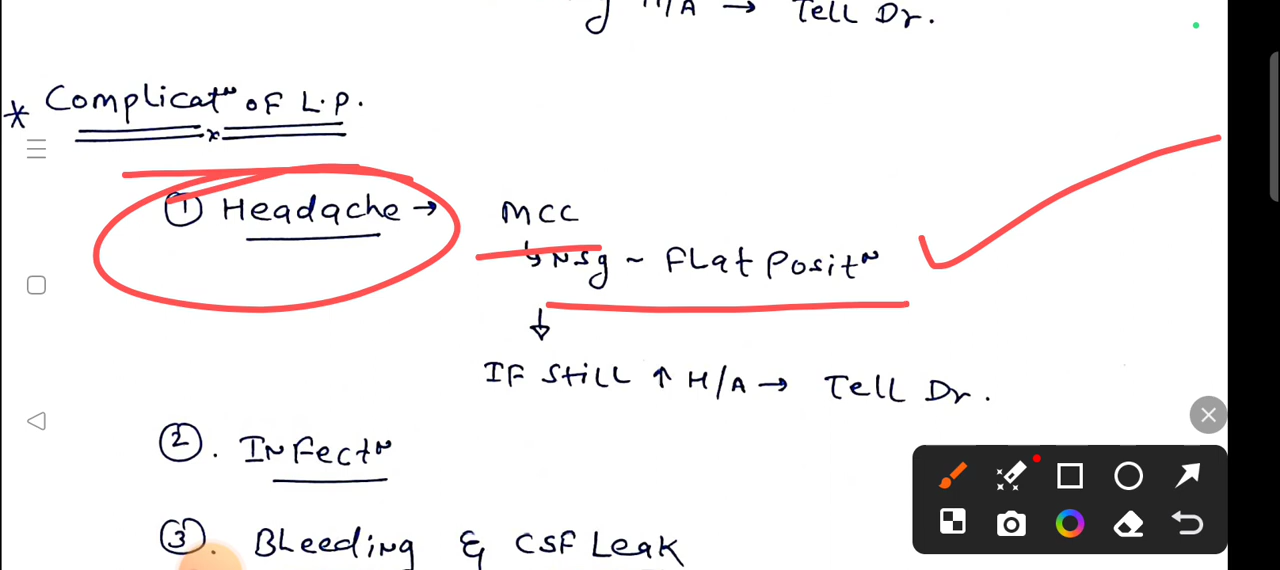 H/A → Tell Dr.
* Complicatⁿ of L.P.
① Headache → MCC
↳ Nsg ~ Flat Positⁿ
↓
IF Still ↑ H/A → Tell Dr.
②. Infectⁿ
③. Bleeding & CSF Leak